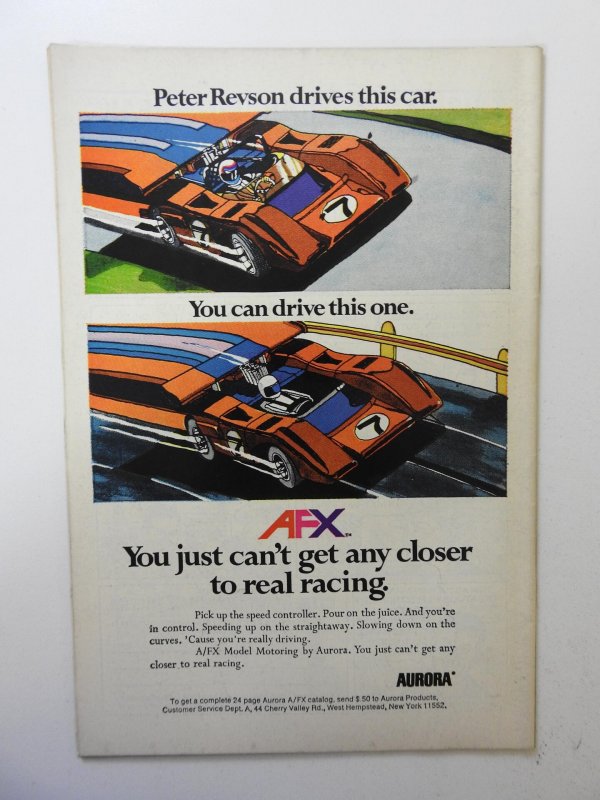 Peter Revson drives this car.
7
7
You can drive this one.
7
7
AFX™
You just can't get any closer
to real racing.
Pick up the speed controller. Pour on the juice. And you're
in control. Speeding up on the straightaway. Slowing down on the
curves. 'Cause you're really driving.
A/FX Model Motoring by Aurora. You just can't get any
closer to real racing.
AURORA®
To get a complete 24 page Aurora A/FX catalog, send $.50 to Aurora Products,
Customer Service Dept. A, 44 Cherry Valley Rd., West Hempstead, New York 11552.